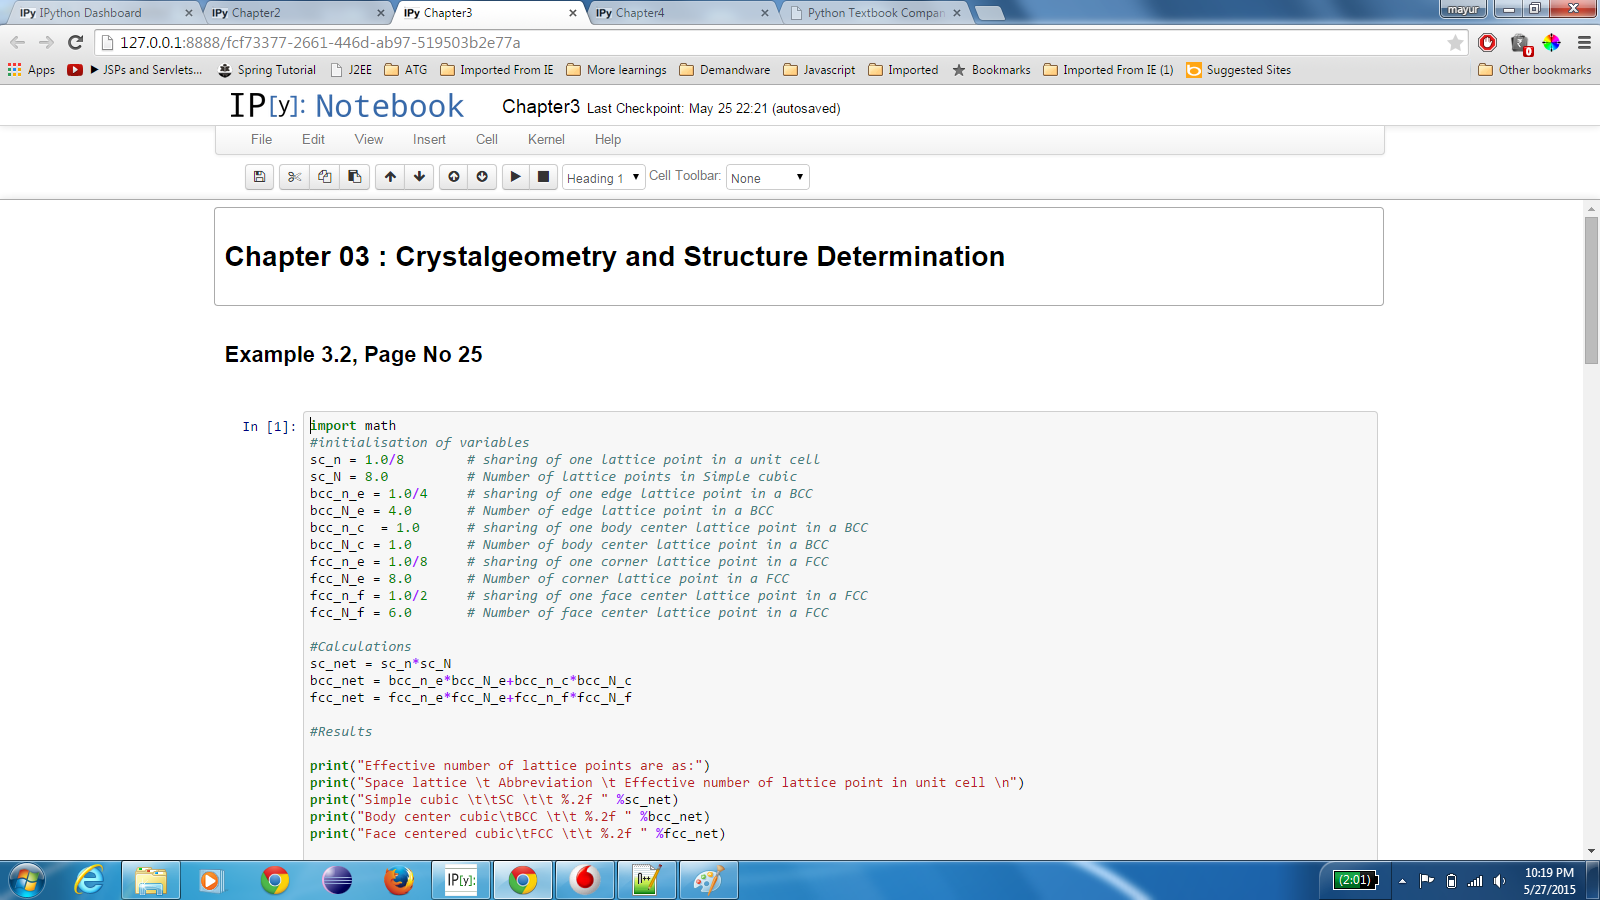 IPy IPython Dashboard
IPy Chapter2
IPy Chapter3
IPy Chapter4
Python Textbook Compan
mayur
127.0.0.1:8888/fcf73377-2661-446d-ab97-519503b2e77a
0
Apps
JSPs and Servlets...
Spring Tutorial
J2EE
ATG
Imported From IE
More learnings
Demandware
Javascript
Imported
Bookmarks
Imported From IE (1)
Suggested Sites
Other bookmarks
IP[y]: Notebook
Chapter3 Last Checkpoint: May 25 22:21 (autosaved)
File Edit View Insert Cell Kernel Help
Heading 1
Cell Toolbar:
None
Chapter 03 : Crystalgeometry and Structure Determination
Example 3.2, Page No 25
In [1]:
import math
#initialisation of variables
sc_n = 1.0/8        # sharing of one lattice point in a unit cell
sc_N = 8.0          # Number of lattice points in Simple cubic
bcc_n_e = 1.0/4     # sharing of one edge lattice point in a BCC
bcc_N_e = 4.0       # Number of edge lattice point in a BCC
bcc_n_c  = 1.0      # sharing of one body center lattice point in a BCC
bcc_N_c = 1.0       # Number of body center lattice point in a BCC
fcc_n_e = 1.0/8     # sharing of one corner lattice point in a FCC
fcc_N_e = 8.0       # Number of corner lattice point in a FCC
fcc_n_f = 1.0/2     # sharing of one face center lattice point in a FCC
fcc_N_f = 6.0       # Number of face center lattice point in a FCC
#Calculations
sc_net = sc_n*sc_N
bcc_net = bcc_n_e*bcc_N_e+bcc_n_c*bcc_N_c
fcc_net = fcc_n_e*fcc_N_e+fcc_n_f*fcc_N_f
#Results
print("Effective number of lattice points are as:")
print("Space lattice \t Abbreviation \t Effective number of lattice point in unit cell \n")
print("Simple cubic \t\tSC \t\t %.2f " %sc_net)
print("Body center cubic\tBCC \t\t %.2f " %bcc_net)
print("Face centered cubic\tFCC \t\t %.2f " %fcc_net)
IP[y]:
(2:01)
10:19 PM
5/27/2015